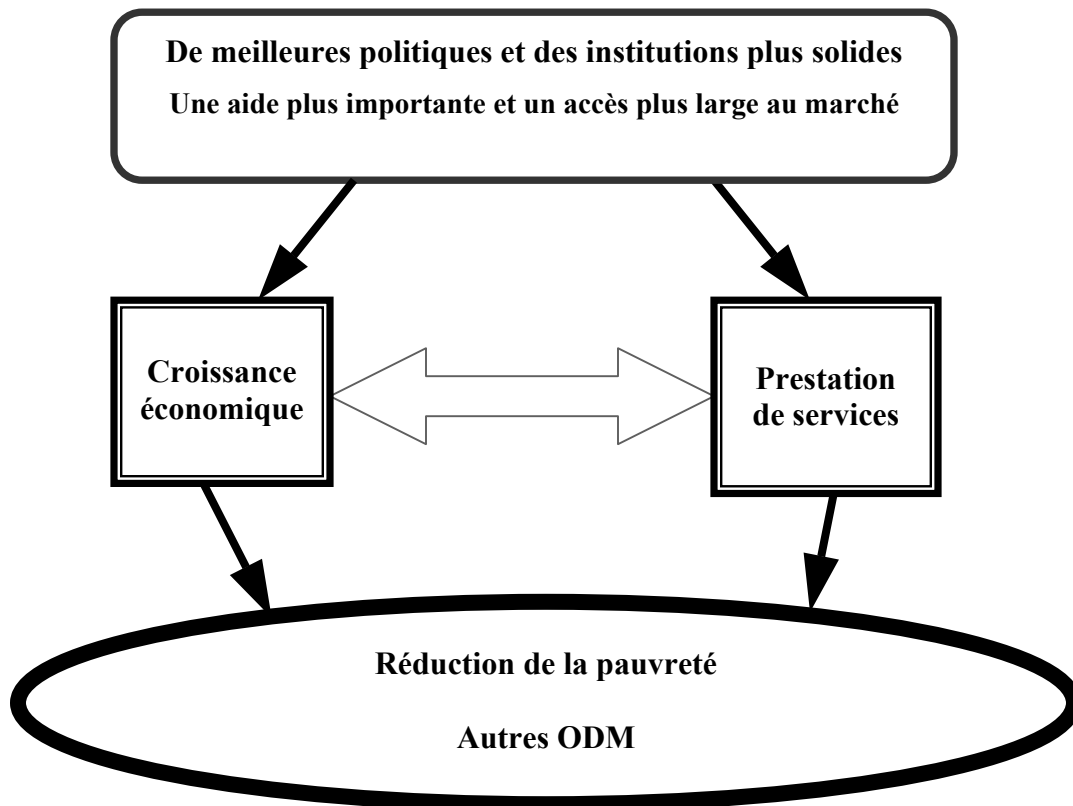 De meilleures politiques et des institutions plus solides
Une aide plus importante et un accès plus large au marché
Croissance
économique
Prestation
de services
Réduction de la pauvreté
Autres ODM